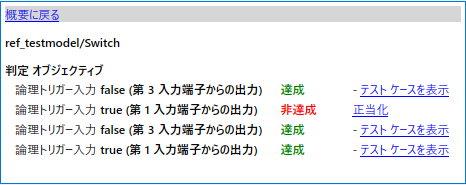 概要に戻る
ref_testmodel/Switch
判定 オブジェクティブ
論理トリガー入力 false (第 3 入力端子からの出力) 達成 - テスト ケースを表示
論理トリガー入力 true (第 1 入力端子からの出力) 非達成 正当化
論理トリガー入力 false (第 3 入力端子からの出力) 達成 - テスト ケースを表示
論理トリガー入力 true (第 1 入力端子からの出力) 達成 - テスト ケースを表示